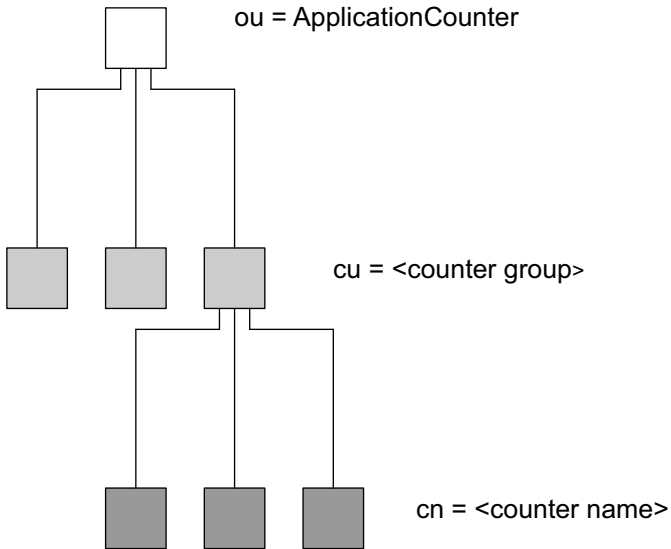 ou = ApplicationCounter
cu = <counter group>
cn = <counter name>